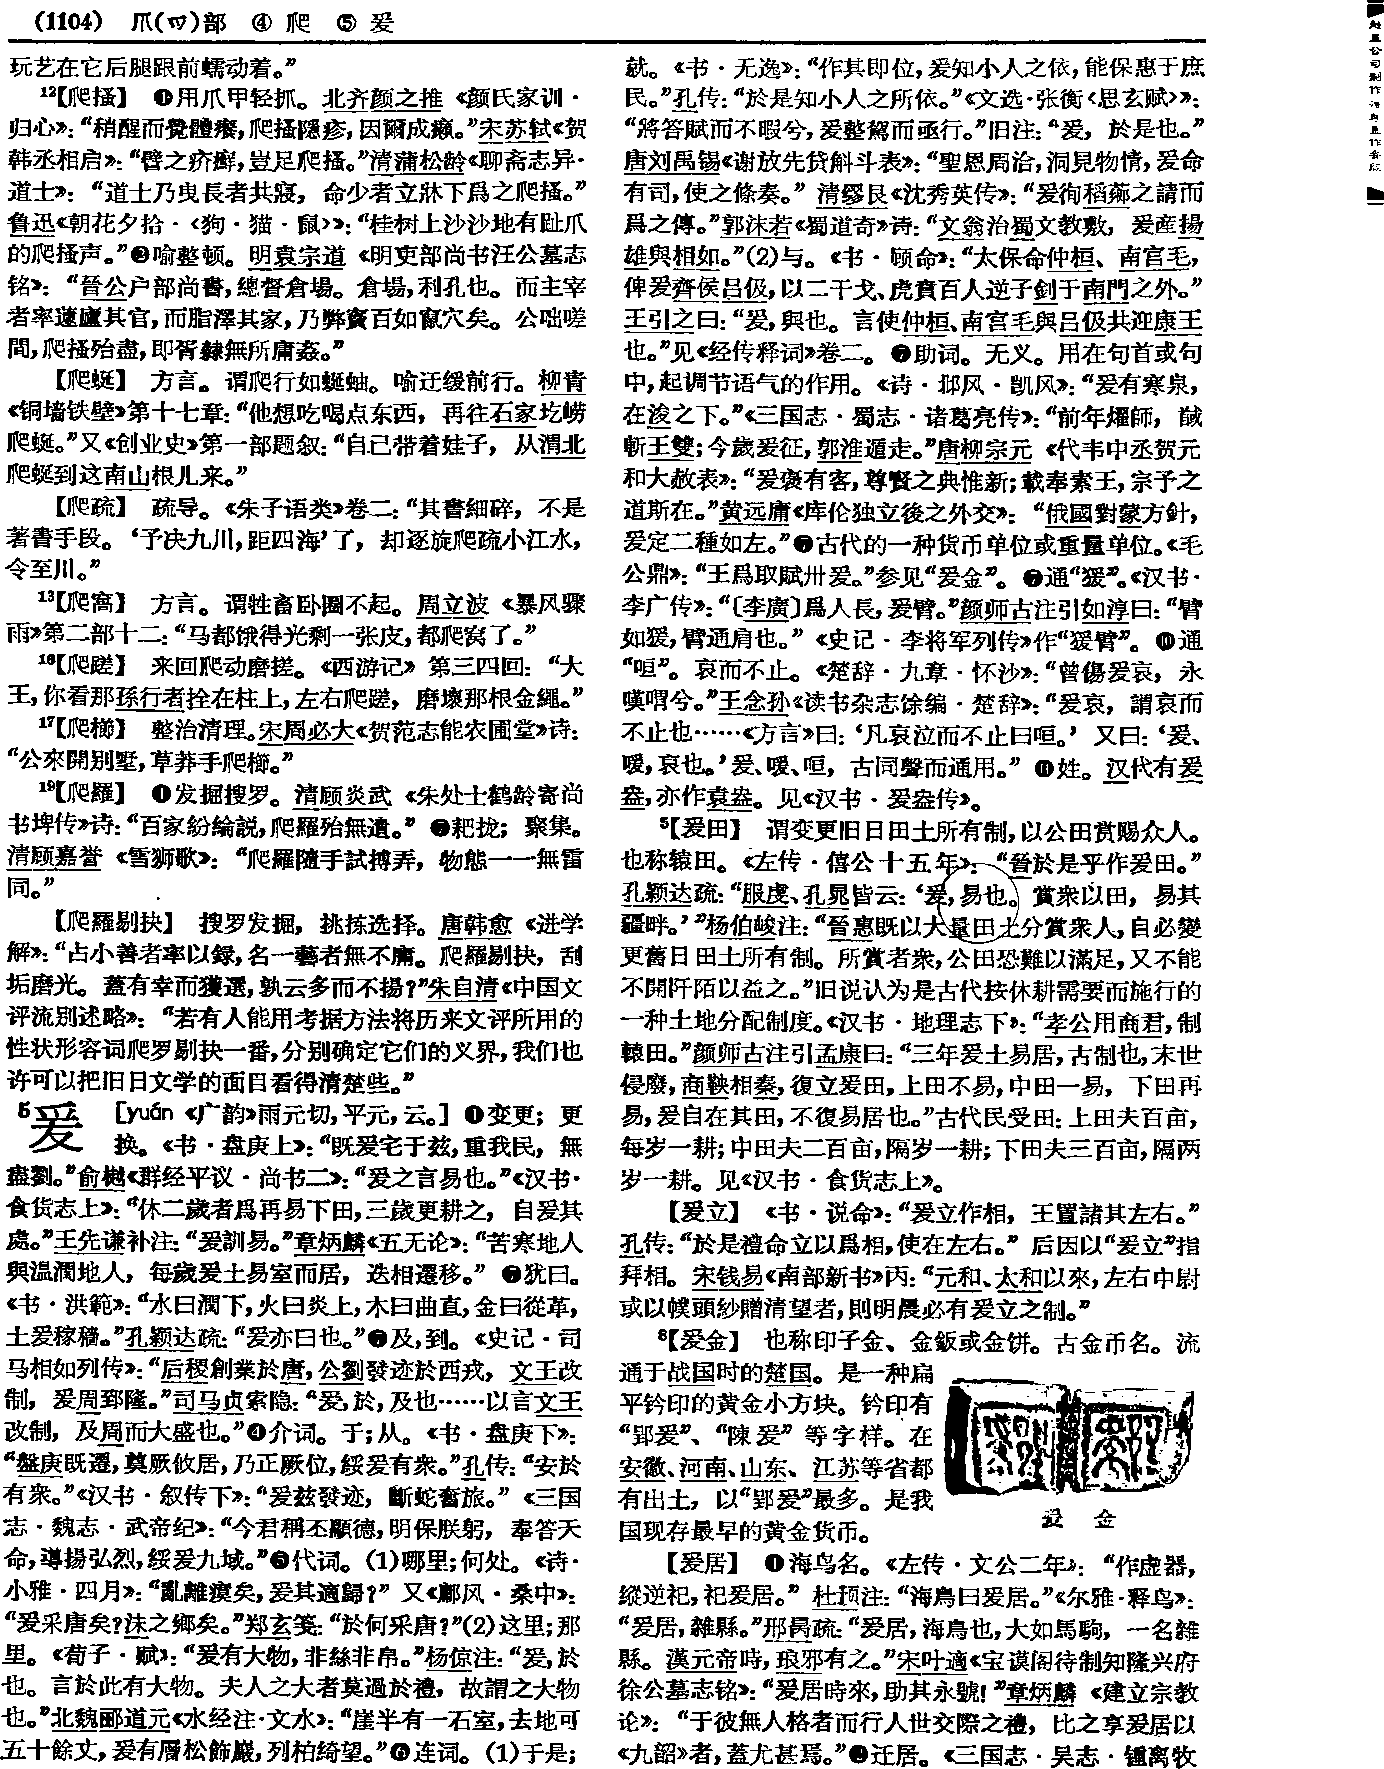 (1104) 爪(爫)部 ④ 爬 ⑤ 爰
玩艺在它后腿跟前蠕动着。”
12【爬搔】 ❶用爪甲轻抓。北齐颜之推《颜氏家训·
归心》：“稍醒而覺體癢，爬搔隱疹，因爾成癩。”宋苏轼《贺
韩丞相启》：“譬之疥癬，豈足爬搔。”清蒲松龄《聊斋志异·
道士》：“道士乃曳長者共寢，命少者立牀下爲之爬搔。”
鲁迅《朝花夕拾·〈狗·猫·鼠〉》：“桂树上沙沙地有趾爪
的爬搔声。”❷喻整顿。明袁宗道《明吏部尚书汪公墓志
铭》：“晉公户部尚書，總督倉場。倉場，利孔也。而主宰
者率蘧廬其官，而脂澤其家，乃弊竇百如竄穴矣。公咄嗟
間，爬搔殆盡，即胥隸無所庸姦。”
【爬蜒】 方言。谓爬行如蜒蚰。喻迂缓前行。柳青
《铜墙铁壁》第十七章：“他想吃喝点东西，再往石家圪崂
爬蜒。”又《创业史》第一部题叙：“自己带着娃子，从渭北
爬蜒到这南山根儿来。”
【爬疏】 疏导。《朱子语类》卷二：“其書細碎，不是
著書手段。‘予决九川，距四海’了，却逐旋爬疏小江水，
令至川。”
13【爬窝】 方言。谓牲畜卧圈不起。周立波《暴风骤
雨》第二部十二：“马都饿得光剩一张皮，都爬窝了。”
16【爬蹉】 来回爬动磨搓。《西游记》第三四回：“大
王，你看那孫行者拴在柱上，左右爬蹉，磨壞那根金繩。”
17【爬櫛】 整治清理。宋周必大《贺范志能农圃堂》诗：
“公來開别墅，草莽手爬櫛。”
19【爬羅】 ❶发掘搜罗。清顾炎武《朱处士鹤龄寄尚
书埤传》诗：“百家紛綸説，爬羅殆無遺。”❷耙拢；聚集。
清顾嘉誉《雪狮歌》：“爬羅隨手試搏弄，物態一一無雷
同。”
【爬羅剔抉】 搜罗发掘，挑拣选择。唐韩愈《进学
解》：“占小善者率以録，名一藝者無不庸。爬羅剔抉，刮
垢磨光。蓋有幸而獲選，孰云多而不揚？”朱自清《中国文
评流别述略》：“若有人能用考据方法将历来文评所用的
性状形容词爬罗剔抉一番，分别确定它们的义界，我们也
许可以把旧日文学的面目看得清楚些。”
5爰 [yuán《广韵》雨元切，平元，云。] ❶变更；更
换。《书·盘庚上》：“既爰宅于兹，重我民，無
盡劉。”俞樾《群经平议·尚书二》：“爰之言易也。”《汉书·
食货志上》：“休二歲者爲再易下田，三歲更耕之，自爰其
處。”王先谦补注：“爰訓易。”章炳麟《五无论》：“苦寒地人
與温潤地人，每歲爰土易室而居，迭相遷移。”❷犹曰。
《书·洪範》：“水曰潤下，火曰炎上，木曰曲直，金曰從革，
土爰稼穡。”孔颖达疏：“爰亦曰也。”❸及，到。《史记·司
马相如列传》：“后稷創業於唐，公劉發迹於西戎，文王改
制，爰周郅隆。”司马贞索隐：“爰，於，及也……以言文王
改制，及周而大盛也。”❹介词。于；从。《书·盘庚下》：
“盤庚既遷，奠厥攸居，乃正厥位，綏爰有衆。”孔传：“安於
有衆。”《汉书·叙传下》：“爰兹發迹，斷蛇奮旅。”《三国
志·魏志·武帝纪》：“今君稱丕顯德，明保朕躬，奉答天
命，導揚弘烈，綏爰九域。”❺代词。(1)哪里；何处。《诗·
小雅·四月》：“亂離瘼矣，爰其適歸？”又《鄘风·桑中》：
“爰采唐矣？沬之鄉矣。”郑玄箋：“於何采唐？”(2)这里；那
里。《荀子·赋》：“爰有大物，非絲非帛。”杨倞注：“爰，於
也。言於此有大物。夫人之大者莫過於禮，故謂之大物
也。”北魏郦道元《水经注·文水》：“崖半有一石室，去地可
五十餘丈，爰有層松飾巖，列柏綺望。”❻连词。(1)于是；
就。《书·无逸》：“作其即位，爰知小人之依，能保惠于庶
民。”孔传：“於是知小人之所依。”《文选·张衡〈思玄赋〉》：
“將答賦而不暇兮，爰整駕而亟行。”旧注：“爰，於是也。”
唐刘禹锡《谢放先贷斛斗表》：“聖恩周洽，洞見物情，爰命
有司，使之條奏。”清缪艮《沈秀英传》：“爰徇稻薌之請而
爲之傳。”郭沫若《蜀道奇》诗：“文翁治蜀文教敷，爰産揚
雄與相如。”(2)与。《书·顾命》：“太保命仲桓、南宫毛，
俾爰齊侯吕伋，以二干戈、虎賁百人逆子釗于南門之外。”
王引之曰：“爰，與也。言使仲桓、南宫毛與吕伋共迎康王
也。”见《经传释词》卷二。❼助词。无义。用在句首或句
中，起调节语气的作用。《诗·邶风·凯风》：“爰有寒泉，
在浚之下。”《三国志·蜀志·诸葛亮传》：“前年燿師，馘
斬王雙；今歲爰征，郭淮遁走。”唐柳宗元《代韦中丞贺元
和大赦表》：“爰褒有客，尊賢之典惟新；載奉素王，宗予之
道斯在。”黄远庸《库伦独立後之外交》：“俄國對蒙方針，
爰定二種如左。”❽古代的一种货币单位或重量单位。《毛
公鼎》：“王爲取賦卅爰。”参见“爰金”。❾通“猨”。《汉书·
李广传》：“〔李廣〕爲人長，爰臂。”颜师古注引如淳曰：“臂
如猨，臂通肩也。”《史记·李将军列传》作“猨臂”。❿通
“咺”。哀而不止。《楚辞·九章·怀沙》：“曾傷爰哀，永
嘆喟兮。”王念孙《读书杂志馀编·楚辞》：“爰哀，謂哀而
不止也……《方言》曰：‘凡哀泣而不止曰咺。’又曰：‘爰、
嗳，哀也。’爰、嗳、咺，古同聲而通用。”⓫姓。汉代有爰
盎，亦作袁盎。见《汉书·爰盎传》。
5【爰田】 谓变更旧日田土所有制，以公田赏赐众人。
也称辕田。《左传·僖公十五年》：“晉於是乎作爰田。”
孔颖达疏：“服虔、孔晁皆云：‘爰，易也。賞衆以田，易其
疆畔。’”杨伯峻注：“晉惠既以大量田土分賞衆人，自必變
更舊日田土所有制。所賞者衆，公田恐難以滿足，又不能
不開阡陌以益之。”旧说认为是古代按休耕需要而施行的
一种土地分配制度。《汉书·地理志下》：“孝公用商君，制
轅田。”颜师古注引孟康曰：“三年爰土易居，古制也，末世
侵廢，商鞅相秦，復立爰田，上田不易，中田一易，下田再
易，爰自在其田，不復易居也。”古代民受田：上田夫百亩，
每岁一耕；中田夫二百亩，隔岁一耕；下田夫三百亩，隔两
岁一耕。见《汉书·食货志上》。
【爰立】 《书·说命》：“爰立作相，王置諸其左右。”
孔传：“於是禮命立以爲相，使在左右。”后因以“爰立”指
拜相。宋钱易《南部新书》丙：“元和、太和以來，左右中尉
或以幞頭紗贈清望者，則明晨必有爰立之制。”
8【爰金】 也称印子金、金鈑或金饼。古金币名。流
通于战国时的楚国。是一种扁
平钤印的黄金小方块。钤印有
“郢爰”、“陳爰”等字样。在
安徽、河南、山东、江苏等省都
有出土，以“郢爰”最多。是我
国现存最早的黄金货币。
爰 金
【爰居】 ❶海鸟名。《左传·文公二年》：“作虚器，
縱逆祀，祀爰居。”杜预注：“海鳥曰爰居。”《尔雅·释鸟》：
“爰居，雜縣。”邢昺疏：“爰居，海鳥也，大如馬駒，一名雜
縣。漢元帝時，琅邪有之。”宋叶適《宝谟阁待制知隆兴府
徐公墓志铭》：“爰居時來，助其永號！”章炳麟《建立宗教
论》：“于彼無人格者而行人世交際之禮，比之享爰居以
《九韶》者，蓋尤甚焉。”❷迁居。《三国志·吴志·锺离牧